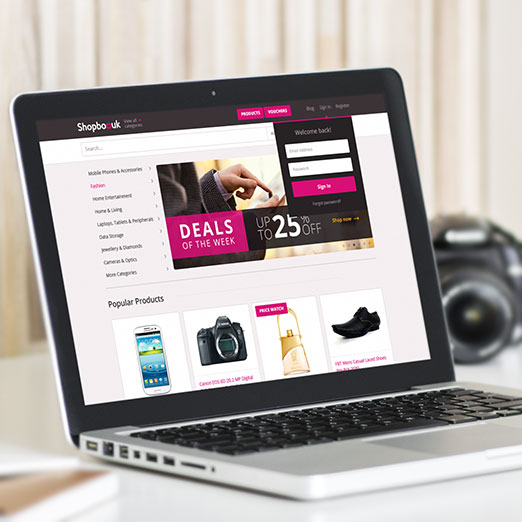 PRODUCTS VOUCHERS Blog Sign in Register
Shopbo uk View all categories
Search...
Welcome back!
Email Address
Password
Sign In
Forgot password?
Mobile Phones & Accessories
Fashion
Home Entertainment
Home & Living
Laptops, Tablets & Peripherals
Data Storage
Jewellery & Diamonds
Cameras & Optics
More Categories
DEALS
OF THE WEEK
UP TO 25% OFF
Shop now
Popular Products
PRICE WATCH
Canon EOS 6D 20.2 MP Digital
Mens Casual Laced Shoes